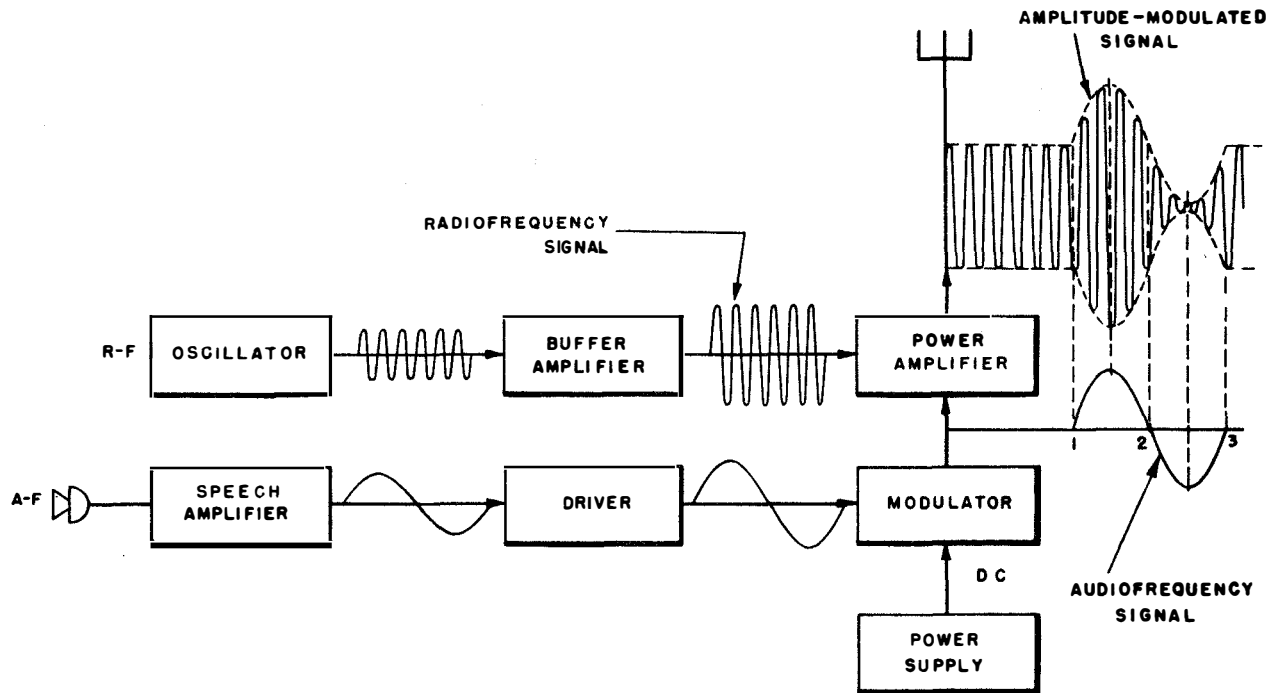 AMPLITUDE-MODULATED
SIGNAL
RADIOFREQUENCY
SIGNAL
R-F
OSCILLATOR
BUFFER
AMPLIFIER
POWER
AMPLIFIER
2
3
A-F
SPEECH
AMPLIFIER
DRIVER
MODULATOR
DC
AUDIOFREQUENCY
SIGNAL
POWER
SUPPLY